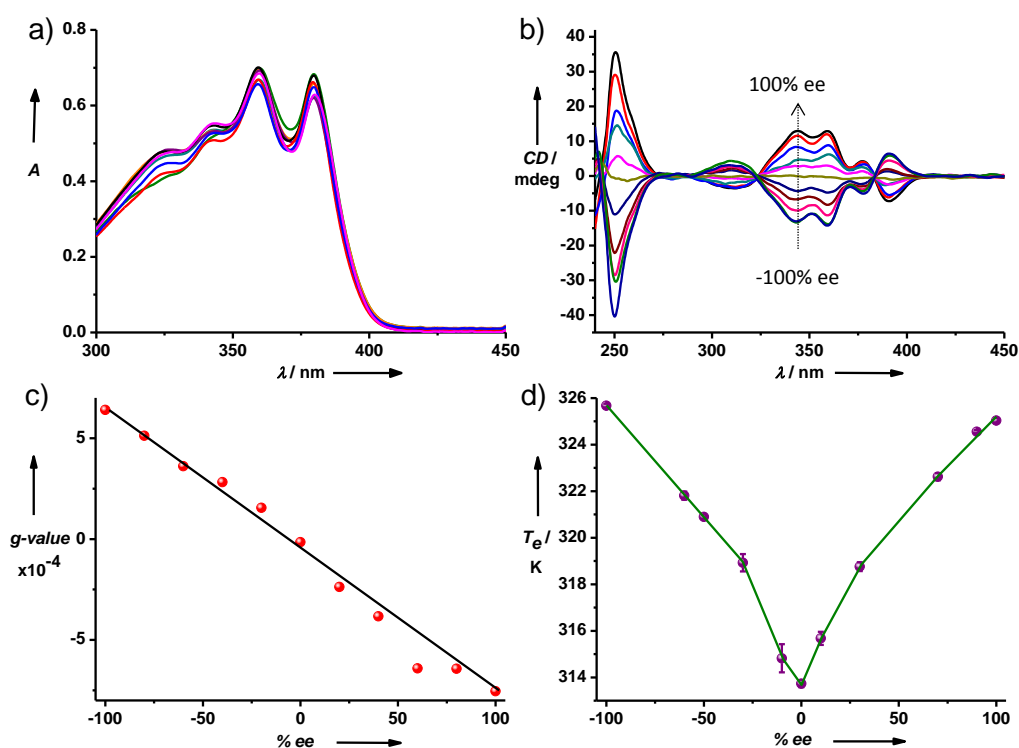 a)
0.8
0.6
0.4
0.2
0.0
A
300
350
400
450
λ / nm
b)
40
30
20
10
0
10
-20
-30
-40
CD /
mdeg
100% ee
-100% ee
250
300
350
400
450
λ / nm
c)
5
0
-5
g-value
x10⁻⁴
-100
-50
0
50
100
% ee
d)
326
324
322
320
318
316
314
Tₑ /
K
-100
-50
0
50
100
% ee